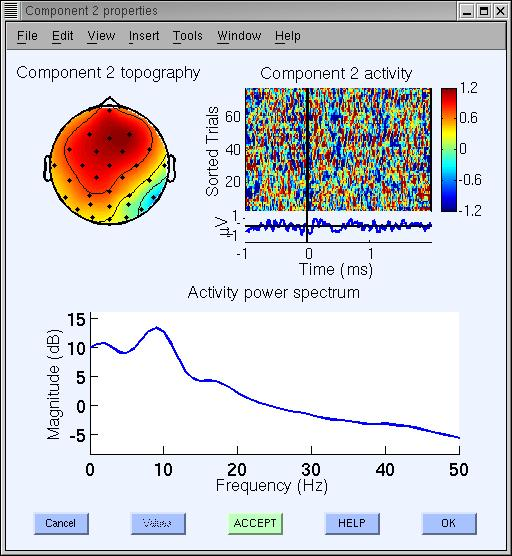 Component 2 properties
File Edit View Insert Tools Window Help
Component 2 topography
Component 2 activity
Sorted Trials
60
40
20
1.2
0.6
0
-0.6
-1.2
µV
1
-1
-1 0 1
Time (ms)
Activity power spectrum
Magnitude (dB)
15
10
5
0
-5
0 10 20 30 40 50
Frequency (Hz)
Cancel Values ACCEPT HELP OK